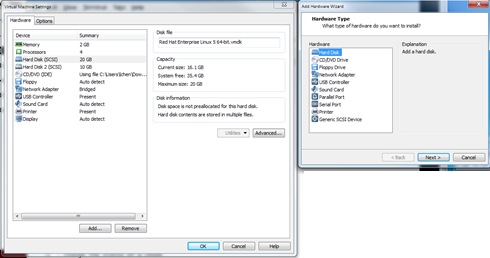 Virtual Machine Settings
Hardware
Options
Device
Summary
Memory
2 GB
Processors
4
Hard Disk (SCSI)
20 GB
Hard Disk 2 (SCSI)
10 GB
CD/DVD (IDE)
Using file C:\Users\lchen\Dow...
Floppy
Auto detect
Network Adapter
Bridged
USB Controller
Present
Sound Card
Auto detect
Printer
Present
Display
Auto detect
Disk file
Red Hat Enterprise Linux 5 64-bit.vmdk
Capacity
Current size: 16.1 GB
System free: 35.4 GB
Maximum size: 20 GB
Disk information
Disk space is not preallocated for this hard disk.
Hard disk contents are stored in multiple files.
Utilities
Advanced...
Add...
Remove
OK
Cancel
Help
Add Hardware Wizard
Hardware Type
What type of hardware do you want to install?
Hardware
Hard Disk
CD/DVD Drive
Floppy Drive
Network Adapter
USB Controller
Sound Card
Parallel Port
Serial Port
Printer
Generic SCSI Device
Explanation
Add a hard disk.
< Back
Next >
Cancel